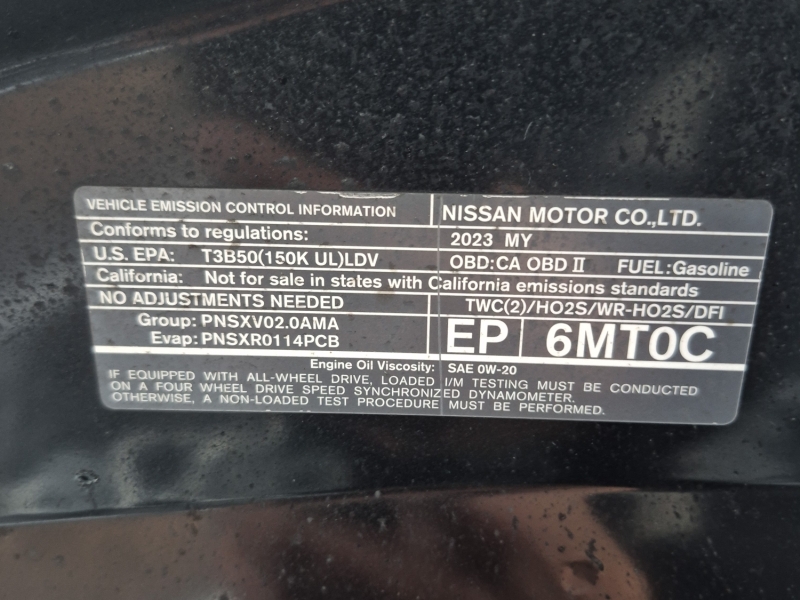 VEHICLE EMISSION CONTROL INFORMATION
NISSAN MOTOR CO.,LTD.
Conforms to regulations:
2023 MY
U.S. EPA: T3B50(150K UL)LDV
OBD:CA OBD II FUEL:Gasoline
California: Not for sale in states with California emissions standards
NO ADJUSTMENTS NEEDED
TWC(2)/HO2S/WR-HO2S/DFI
Group: PNSXV02.0AMA
Evap: PNSXR0114PCB
EP 6MT0C
Engine Oil Viscosity: SAE 0W-20
IF EQUIPPED WITH ALL-WHEEL DRIVE, LOADED I/M TESTING MUST BE CONDUCTED
ON A FOUR WHEEL DRIVE SPEED SYNCHRONIZED DYNAMOMETER.
OTHERWISE, A NON-LOADED TEST PROCEDURE MUST BE PERFORMED.